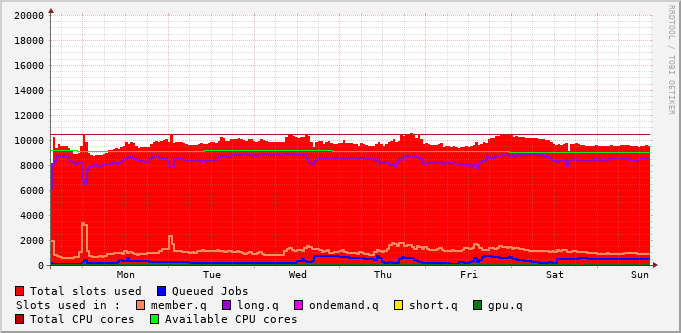 20000
18000
16000
14000
12000
10000
8000
6000
4000
2000
0
Mon Tue Wed Thu Fri Sat Sun
Total slots used Queued Jobs
Slots used in : member.q long.q ondemand.q short.q gpu.q
Total CPU cores Available CPU cores
RRDTOOL / TOBI OETIKER